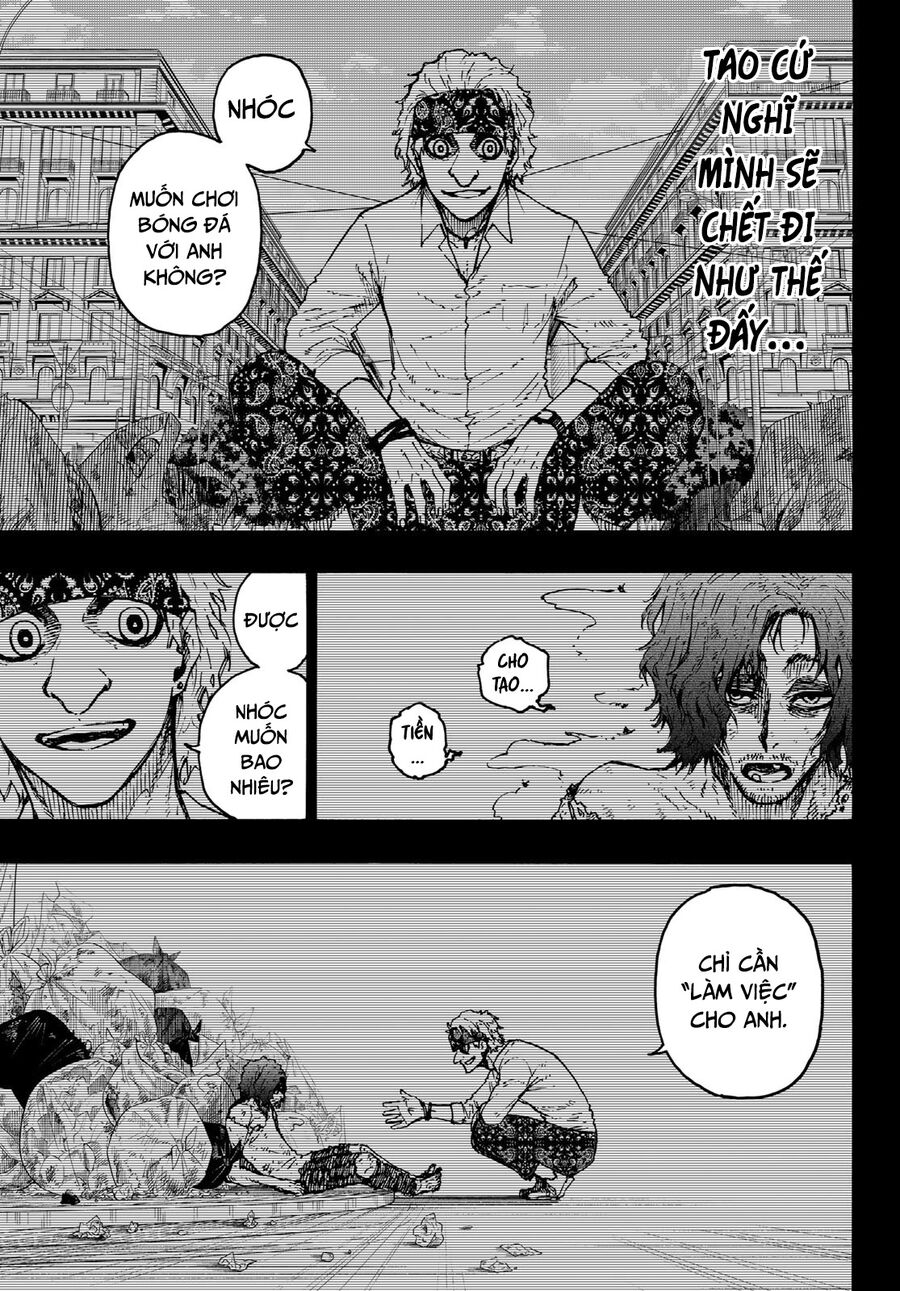 TAO CỨ
NGHĨ
MÌNH SẼ
CHẾT ĐI
NHƯ THẾ
ĐẤY...
NHÓC
MUỐN CHƠI
BÓNG ĐÁ
VỚI ANH
KHÔNG?
CHO
TẠO...
TIỀN
...
ĐƯỢC
NHÓC
MUỐN
BAO
NHIÊU?
CHỈ CẦN
"LÀM VIỆC"
CHO ANH.